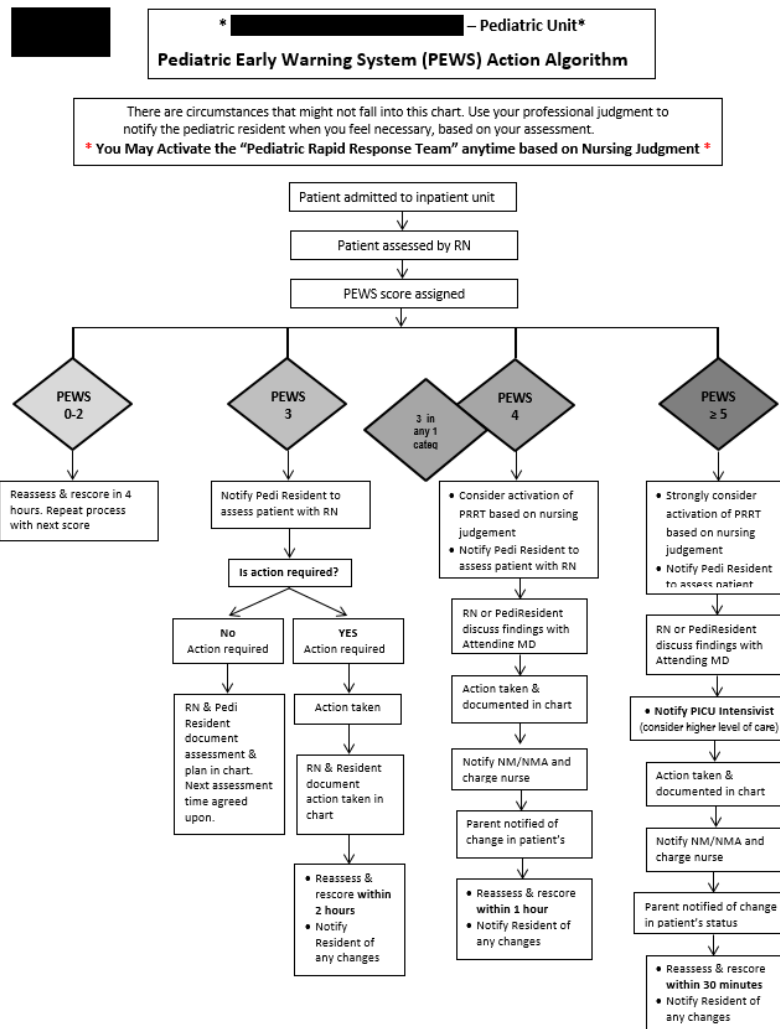 * – Pediatric Unit*
Pediatric Early Warning System (PEWS) Action Algorithm
There are circumstances that might not fall into this chart. Use your professional judgment to
notify the pediatric resident when you feel necessary, based on your assessment.
* You May Activate the “Pediatric Rapid Response Team” anytime based on Nursing Judgment *
Patient admitted to inpatient unit
Patient assessed by RN
PEWS score assigned
PEWS
0-2
Reassess & rescore in 4
hours. Repeat process
with next score
PEWS
3
Notify Pedi Resident to
assess patient with RN
Is action required?
No
Action required
RN & Pedi
Resident
document
assessment &
plan in chart.
Next assessment
time agreed
upon.
YES
Action required
Action taken
RN & Resident
document
action taken in
chart
• Reassess &
rescore within
2 hours
• Notify
Resident of
any changes
3 in
any 1
categ
PEWS
4
• Consider activation of
PRRT based on nursing
judgement
• Notify Pedi Resident to
assess patient with RN
RN or PediResident
discuss findings with
Attending MD
Action taken &
documented in chart
Notify NM/NMA and
charge nurse
Parent notified of
change in patient's
• Reassess & rescore
within 1 hour
• Notify Resident of
any changes
PEWS
≥ 5
• Strongly consider
activation of PRRT
based on nursing
judgement
• Notify Pedi Resident
to assess patient
RN or PediResident
discuss findings with
Attending MD
• Notify PICU Intensivist
(consider higher level of care)
Action taken &
documented in chart
Notify NM/NMA and
charge nurse
Parent notified of change
in patient's status
• Reassess & rescore
within 30 minutes
• Notify Resident of
any changes